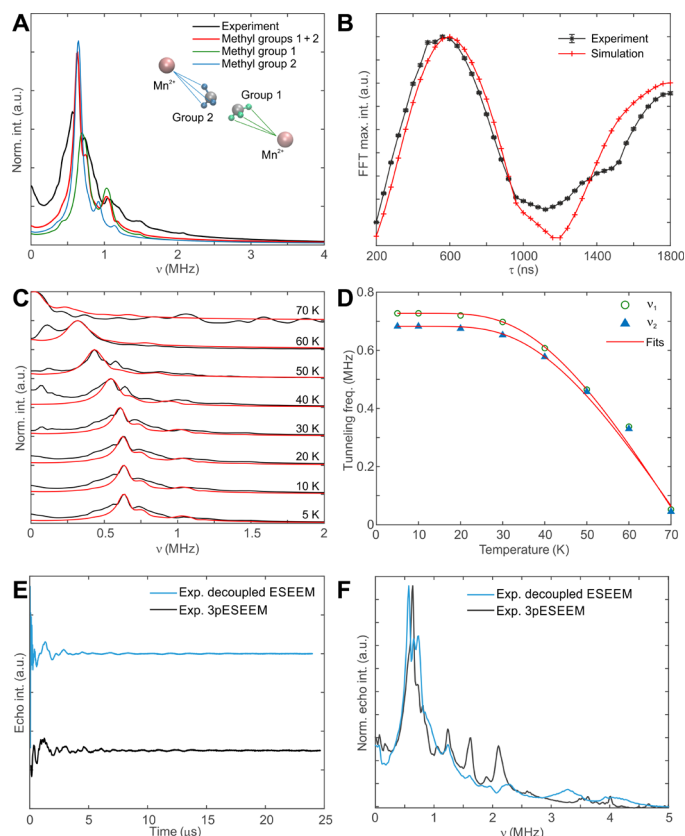 A
Experiment
Methyl groups 1 + 2
Methyl group 1
Methyl group 2
Mn2+
Group 1
Group 2
Mn2+
Norm. int. (a.u.)
0 1 2 3 4
ν (MHz)
B
Experiment
Simulation
FFT max. int. (a.u.)
200 600 1000 1400 1800
τ (ns)
C
70 K
60 K
50 K
40 K
30 K
20 K
10 K
5 K
Norm. int. (a.u.)
0 0.5 1 1.5 2
ν (MHz)
D
ν1
ν2
Fits
Tunneling freq. (MHz)
0.8
0.6
0.4
0.2
0
0 10 20 30 40 50 60 70
Temperature (K)
E
Exp. decoupled ESEEM
Exp. 3pESEEM
Echo int. (a.u.)
0 5 10 15 20 25
Time (μs)
F
Exp. decoupled ESEEM
Exp. 3pESEEM
Norm. echo int. (a.u.)
0 1 2 3 4 5
ν (MHz)